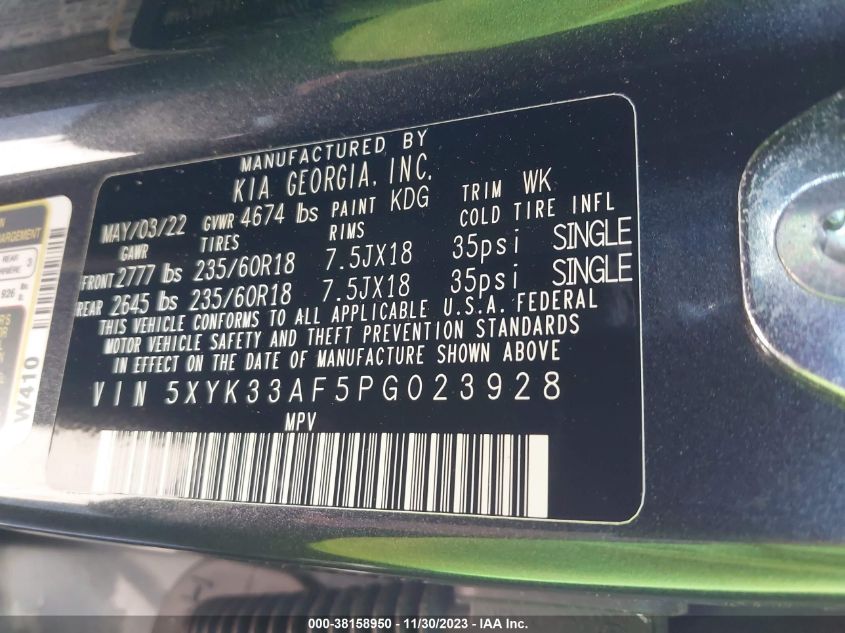 MANUFACTURED BY
KIA GEORGIA, INC.
MAY/03/22 GVWR 4674 lbs PAINT KDG TRIM WK
GAWR TIRES RIMS COLD TIRE INFL
FRONT 2777 lbs 235/60R18 7.5JX18 35psi SINGLE
REAR 2645 lbs 235/60R18 7.5JX18 35psi SINGLE
THIS VEHICLE CONFORMS TO ALL APPLICABLE U.S.A. FEDERAL
MOTOR VEHICLE SAFETY AND THEFT PREVENTION STANDARDS
IN EFFECT ON THE DATE OF MANUFACTURE SHOWN ABOVE
VIN 5XYK33AF5PG023928
MPV
REAR 3
926
W410
000-38158950 - 11/30/2023 - IAA Inc.